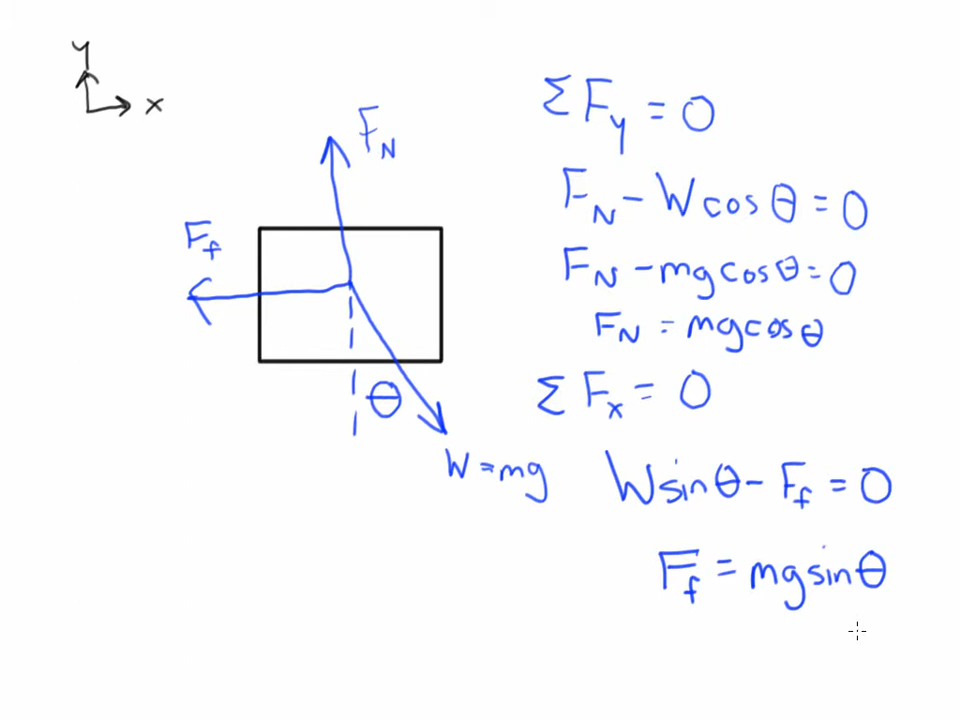 y
x
F_N
F_f
θ
W = mg
ΣF_y = 0
F_N - W cos θ = 0
F_N - mg cos θ = 0
F_N = mg cos θ
ΣF_x = 0
W sin θ - F_f = 0
F_f = mg sin θ